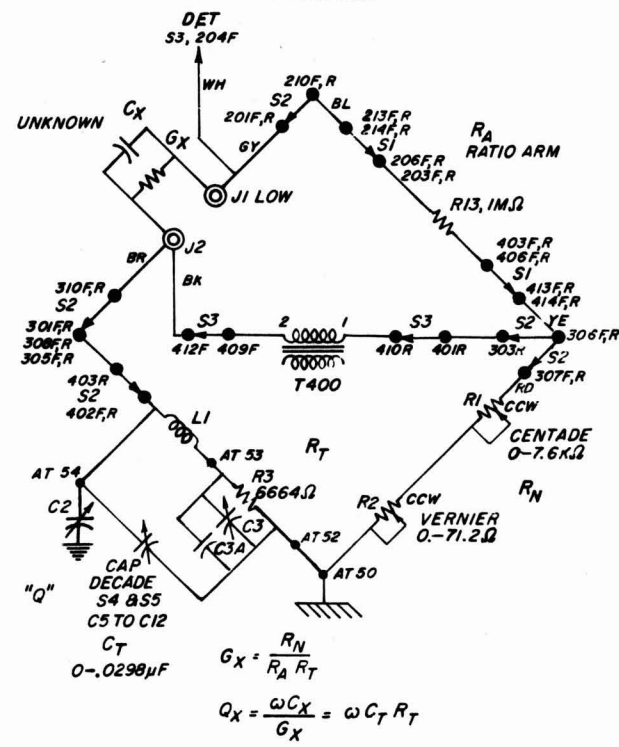 DET
S3, 204F
WH
210F, R
S2
BL
201F, R
213F, R
214F, R
S1
RA
RATIO ARM
UNKNOWN
CX
GX
GY
206F, R
203F, R
J1 LOW
R13, 1MΩ
J2
403F, R
406F, R
S1
BR
BK
413F, R
414F, R
310F, R
S2
301F, R
308F, R
305F, R
S3
412F
409F
2
1
T400
S3
410R
401R
S2
303R
YE
306F, R
S2
307F, R
RD
403R
S2
402F, R
R1
CCW
CENTADE
0-7.6KΩ
L1
AT 53
RT
RN
AT 54
R3
6664Ω
R2
CCW
VERNIER
0.-71.2Ω
C2
C3
C3A
AT 52
AT 50
"Q"
CAP
DECADE
S4 & S5
C5 TO C12
CT
0-.0298µF
GX = RN / RA RT
QX = ωCX / GX = ωCT RT